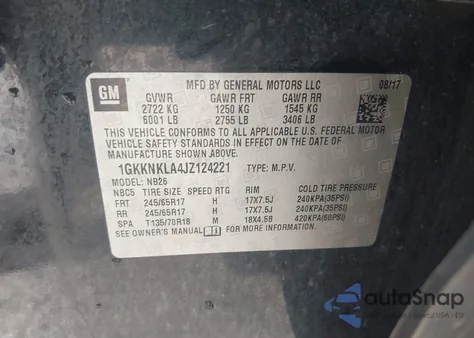 GM
MFD BY GENERAL MOTORS LLC 08/17
GVWR GAWR FRT GAWR RR
2722 KG 1250 KG 1545 KG
6001 LB 2755 LB 3406 LB
THIS VEHICLE CONFORMS TO ALL APPLICABLE U.S. FEDERAL MOTOR
VEHICLE SAFETY AND THEFT PREVENTION STANDARDS IN EFFECT ON THE DATE
OF MANUFACTURE SHOWN ABOVE.
1GKKNKLA4JZ124221 TYPE: M.P.V.
MODEL: NB26
NBC5 TIRE SIZE SPEED RTG RIM COLD TIRE PRESSURE
FRT 245/65R17 H 17X7.5J 240KPA(35PSI)
RR 245/65R17 H 17X7.5J 240KPA(35PSI)
SPA T135/70R18 M 18X4.5B 420KPA(60PSI)
SEE OWNER'S MANUAL FOR MORE INFORMATION.
autoSnap